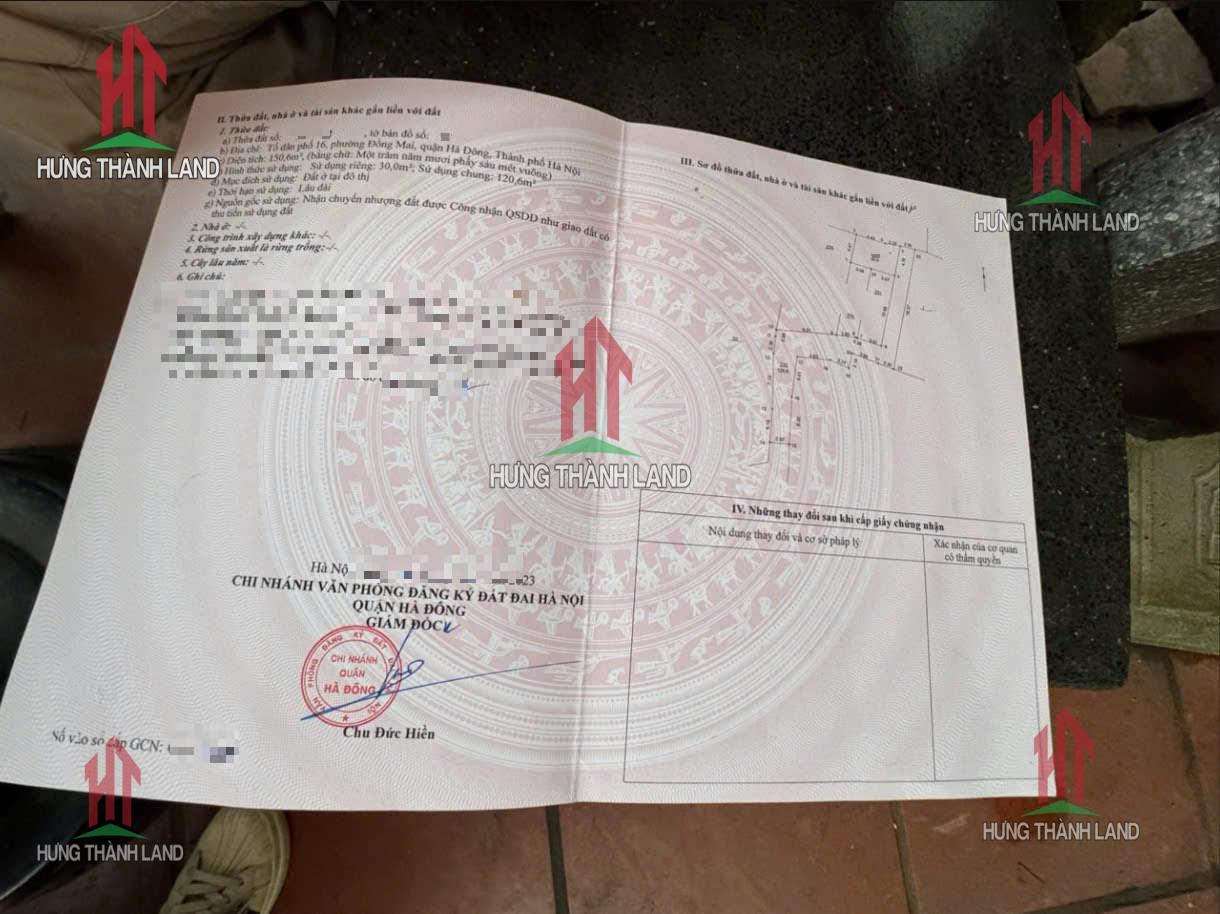 HƯNG THÀNH LAND
HƯNG THÀNH LAND
II. Thửa đất, nhà ở và tài sản khác gắn liền với đất
1. Thửa đất:
a) Thửa đất số: , tờ bản đồ số:
b) Địa chỉ: Tổ dân phố 16, phường Đồng Mai, quận Hà Đông, Thành phố Hà Nội
c) Diện tích: 150,6m², (bằng chữ: Một trăm năm mươi phẩy sáu mét vuông)
d) Hình thức sử dụng: Sử dụng riêng: 30,0m²; Sử dụng chung: 120,6m²
đ) Mục đích sử dụng: Đất ở tại đô thị
e) Thời hạn sử dụng: Lâu dài
g) Nguồn gốc sử dụng: Nhận chuyển nhượng đất được Công nhận QSDĐ như giao đất có
thu tiền sử dụng đất
2. Nhà ở: -/-
3. Công trình xây dựng khác: -/-
4. Rừng sản xuất là rừng trồng: -/-
5. Cây lâu năm: -/-
6. Ghi chú:
HƯNG THÀNH LAND
Hà Nộ 23
CHI NHÁNH VĂN PHÒNG ĐĂNG KÝ ĐẤT ĐAI HÀ NỘI
QUẬN HÀ ĐÔNG
GIÁM ĐỐC
CHI NHÁNH
QUẬN
HÀ ĐÔNG
Chu Đức Hiền
Số vào sổ cấp GCN:
III. Sơ đồ thửa đất, nhà ở và tài sản khác gắn liền với đất
IV. Những thay đổi sau khi cấp giấy chứng nhận
Nội dung thay đổi và cơ sở pháp lý
Xác nhận của cơ quan
có thẩm quyền
HƯNG THÀNH LAND
HƯNG THÀNH LAND